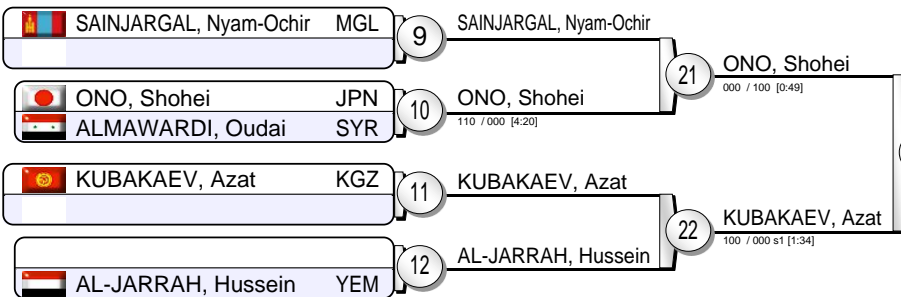 SAINJARGAL, Nyam-Ochir MGL
9
SAINJARGAL, Nyam-Ochir
21
ONO, Shohei
000 / 100 [0:49]
ONO, Shohei JPN
ALMAWARDI, Oudai SYR
10
ONO, Shohei
110 / 000 [4:20]
KUBAKAEV, Azat KGZ
11
KUBAKAEV, Azat
22
KUBAKAEV, Azat
100 / 000 s1 [1:34]
12
AL-JARRAH, Hussein
AL-JARRAH, Hussein YEM